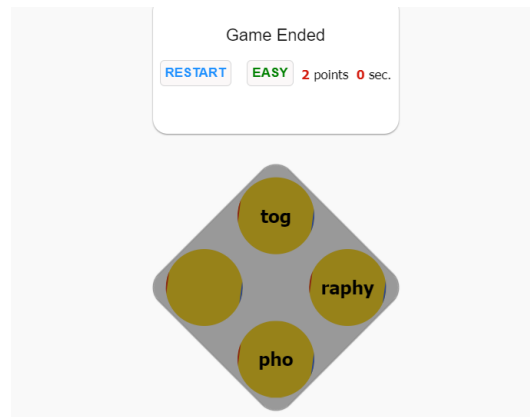 Game Ended
RESTART EASY 2 points 0 sec.
tog
raphy
pho